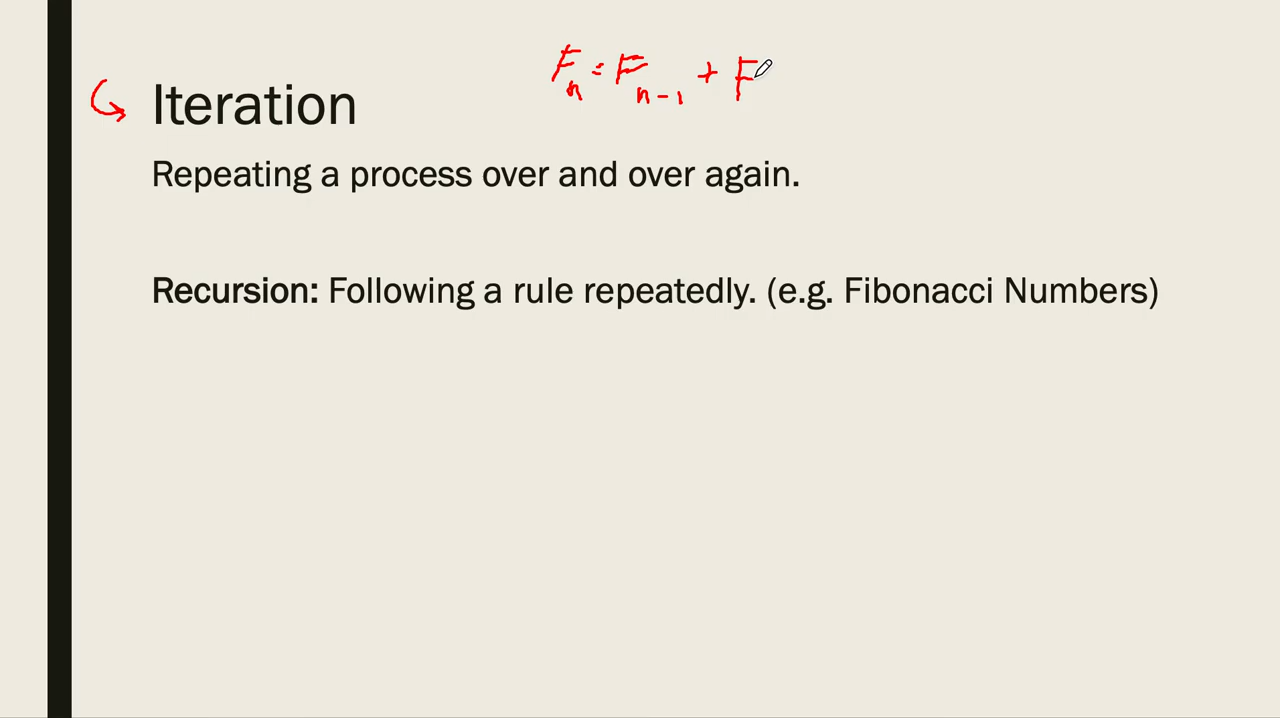 Fn = Fn-1 + F
Iteration
Repeating a process over and over again.
Recursion: Following a rule repeatedly. (e.g. Fibonacci Numbers)